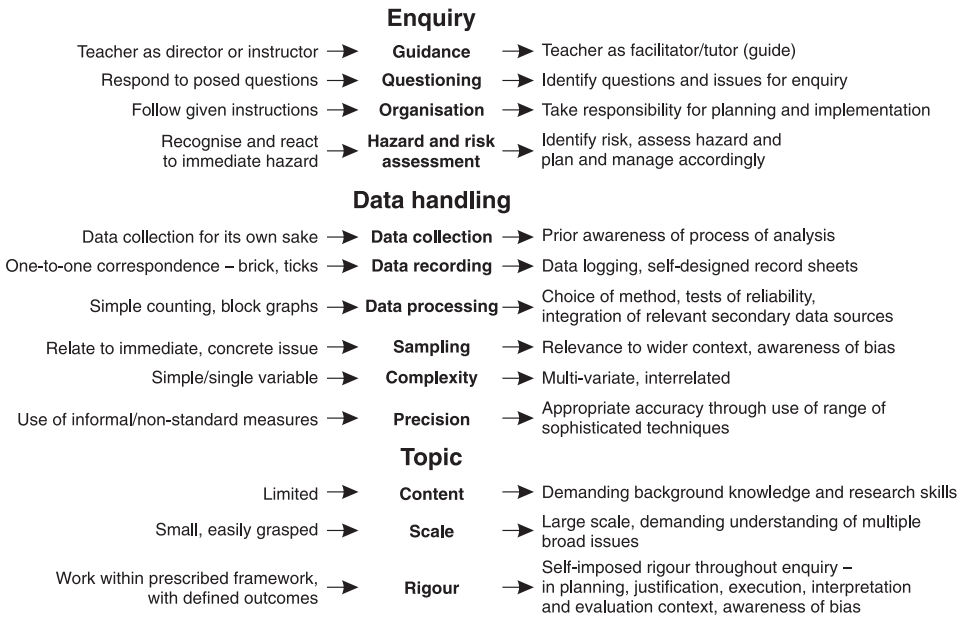 Enquiry
Teacher as director or instructor Guidance Teacher as facilitator/tutor (guide)
Respond to posed questions Questioning Identify questions and issues for enquiry
Follow given instructions Organisation Take responsibility for planning and implementation
Recognise and react Hazard and risk Identify risk, assess hazard and
to immediate hazard assessment plan and manage accordingly
Data handling
Data collection for its own sake Data collection Prior awareness of process of analysis
One-to-one correspondence – brick, ticks Data recording Data logging, self-designed record sheets
Simple counting, block graphs Data processing Choice of method, tests of reliability,
integration of relevant secondary data sources
Relate to immediate, concrete issue Sampling Relevance to wider context, awareness of bias
Simple/single variable Complexity Multi-variate, interrelated
Use of informal/non-standard measures Precision Appropriate accuracy through use of range of
sophisticated techniques
Topic
Limited Content Demanding background knowledge and research skills
Small, easily grasped Scale Large scale, demanding understanding of multiple
broad issues
Work within prescribed framework,
with defined outcomes Rigour Self-imposed rigour throughout enquiry –
in planning, justification, execution, interpretation
and evaluation context, awareness of bias